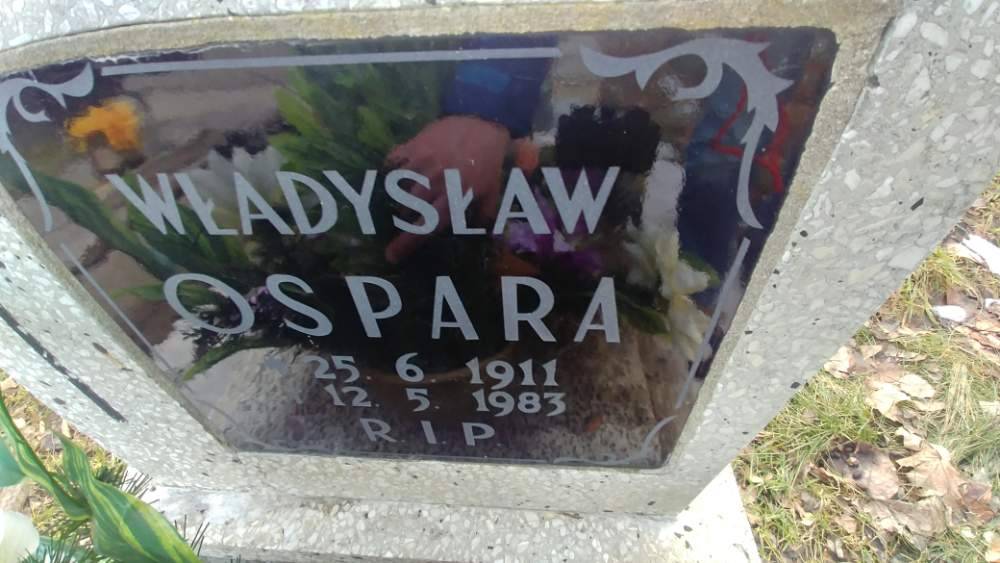 WŁADYSŁAW
OSPARA
* 25. 6. 1911
12. 5. 1983
R I P